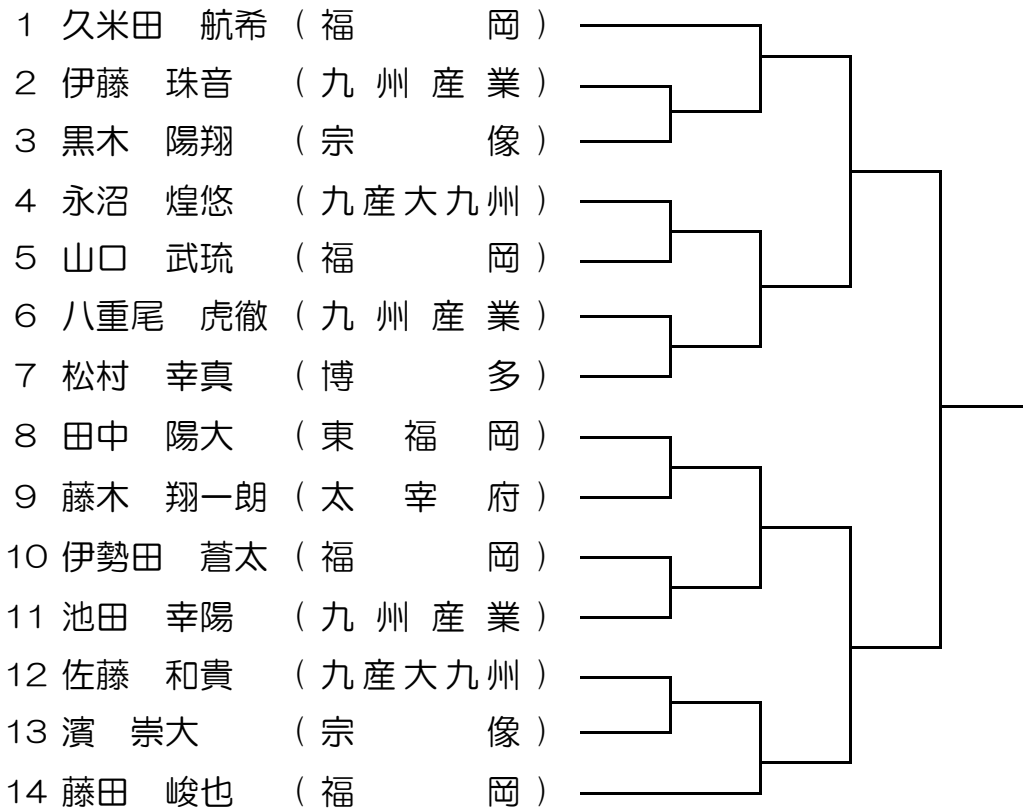 1 久米田 航希 （福岡）
2 伊藤 珠音 （九州産業）
3 黒木 陽翔 （宗像）
4 永沼 煌悠 （九産大九州）
5 山口 武琉 （福岡）
6 八重尾 虎徹 （九州産業）
7 松村 幸真 （博多）
8 田中 陽大 （東福岡）
9 藤木 翔一朗 （太宰府）
10 伊勢田 蒼太 （福岡）
11 池田 幸陽 （九州産業）
12 佐藤 和貴 （九産大九州）
13 濱 崇大 （宗像）
14 藤田 峻也 （福岡）